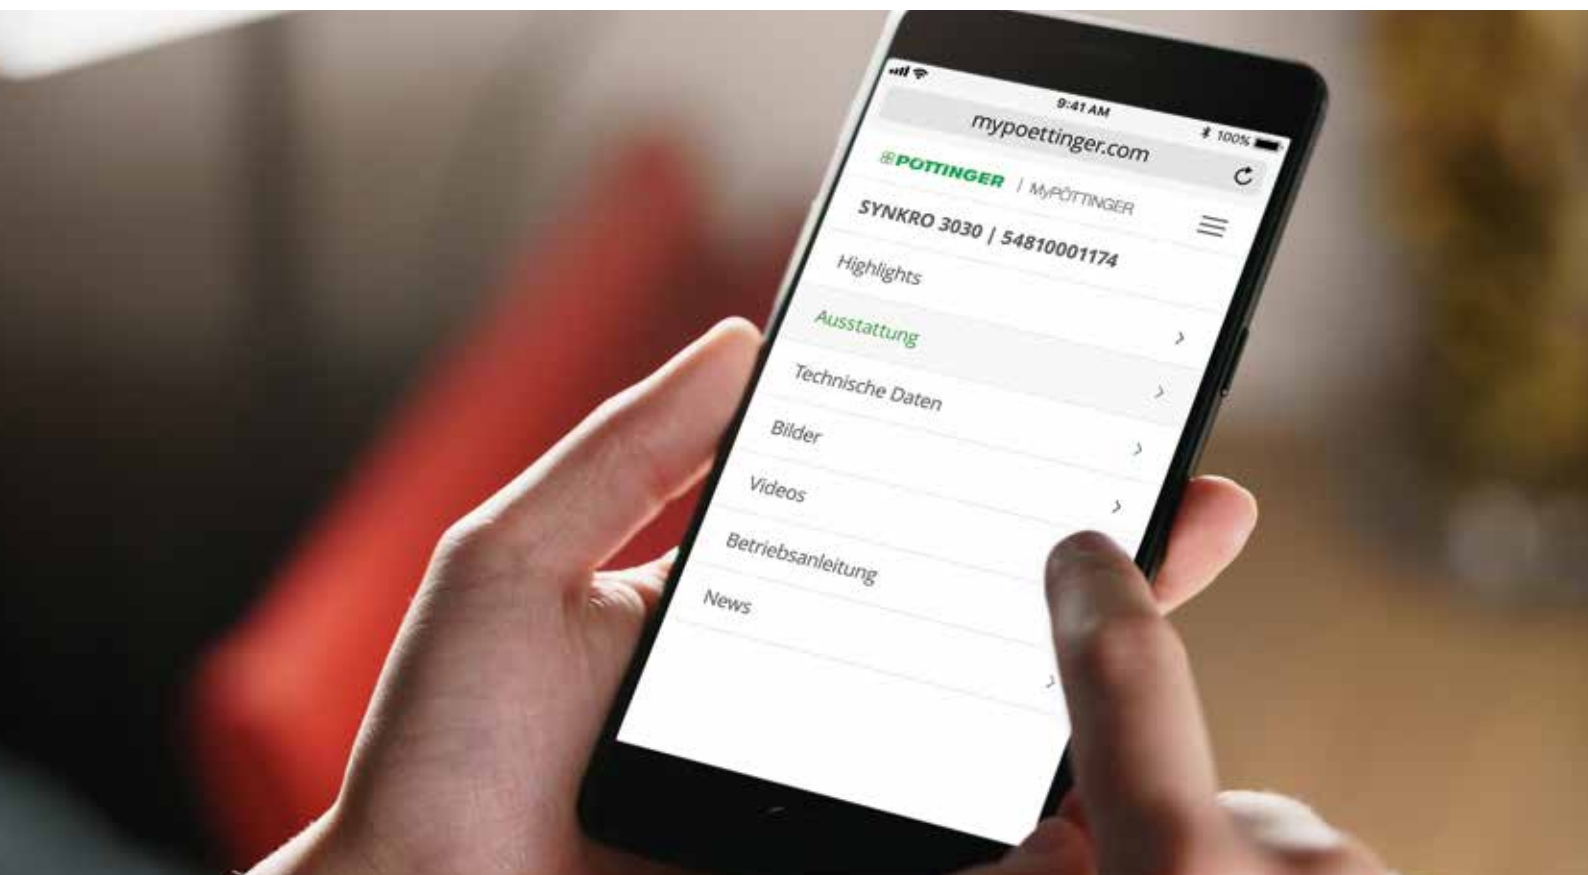 9:41 AM
100%
mypoettinger.com
PÖTTINGER | MyPÖTTINGER
SYNKRO 3030 | 54810001174
Highlights
Ausstattung
Technische Daten
Bilder
Videos
Betriebsanleitung
News